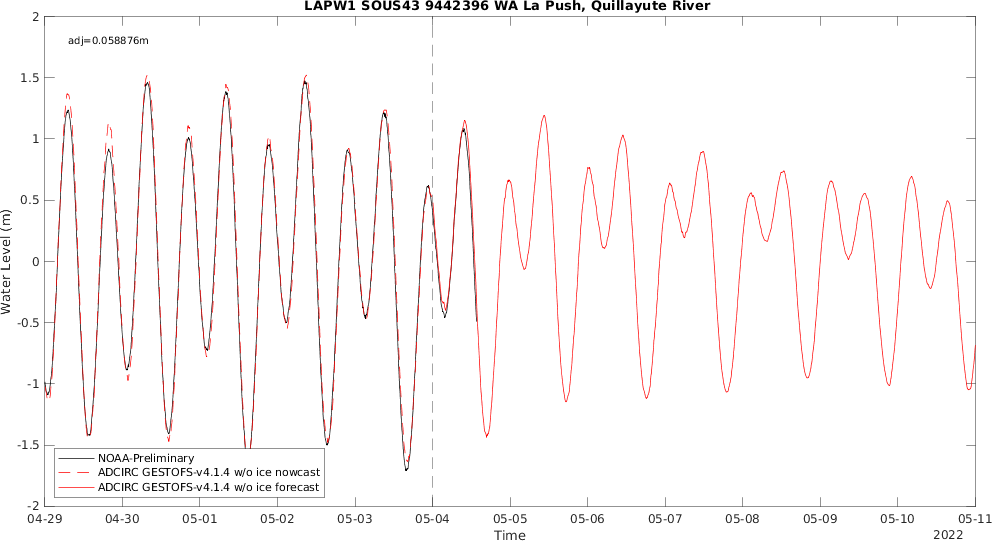 LAPW1 SOUS43 9442396 WA La Push, Quillayute River
adj=0.058876m
2
1.5
1
0.5
0
-0.5
-1
-1.5
-2
Water Level (m)
NOAA-Preliminary
ADCIRC GESTOFS-v4.1.4 w/o ice nowcast
ADCIRC GESTOFS-v4.1.4 w/o ice forecast
04-29 04-30 05-01 05-02 05-03 05-04 05-05 05-06 05-07 05-08 05-09 05-10 05-11
Time
2022